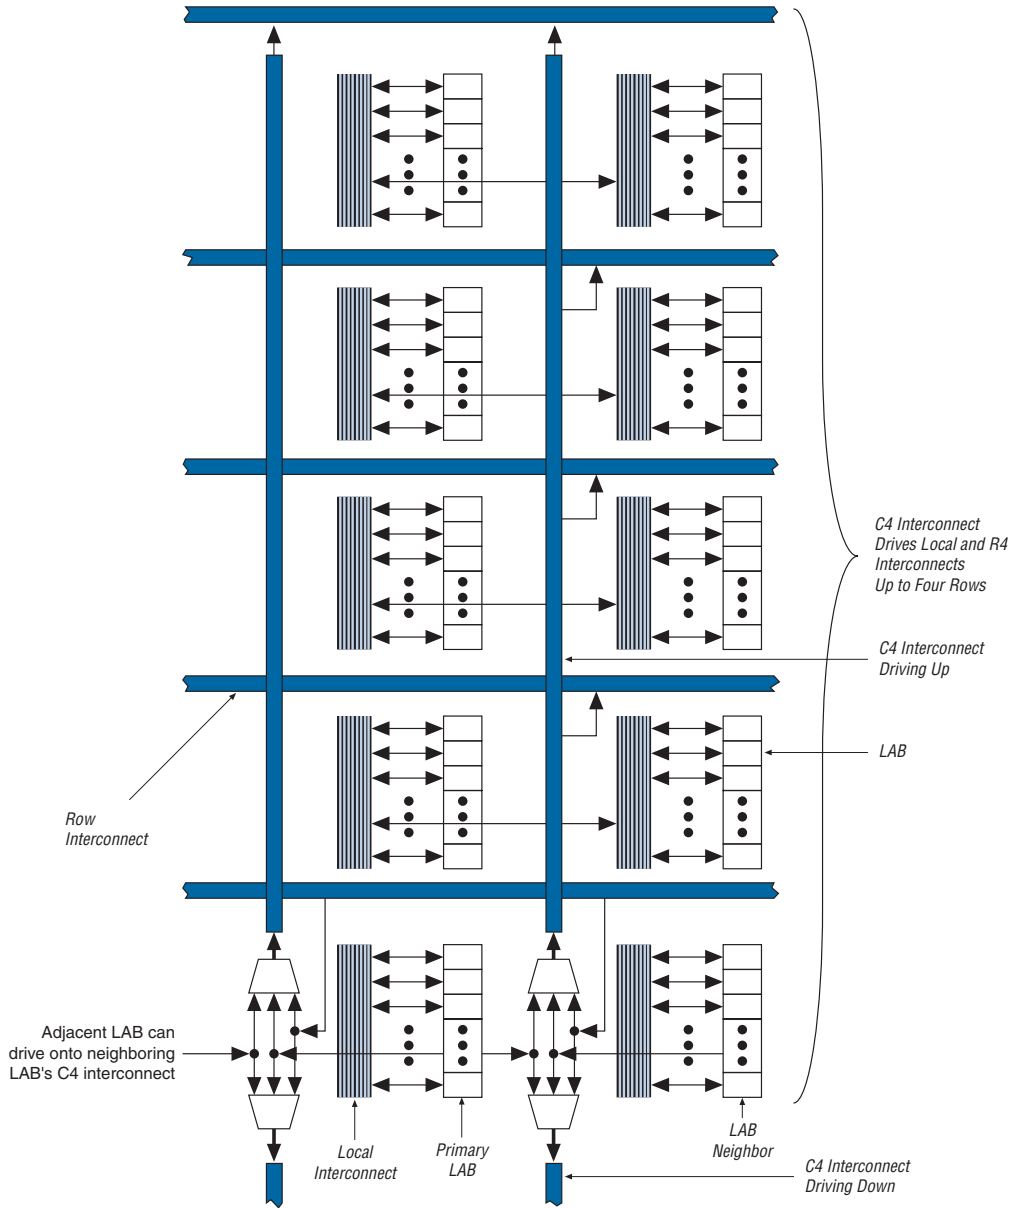 C4 Interconnect
Drives Local and R4
Interconnects
Up to Four Rows
C4 Interconnect
Driving Up
LAB
Row
Interconnect
Adjacent LAB can
drive onto neighboring
LAB's C4 interconnect
Local
Interconnect
Primary
LAB
LAB
Neighbor
C4 Interconnect
Driving Down